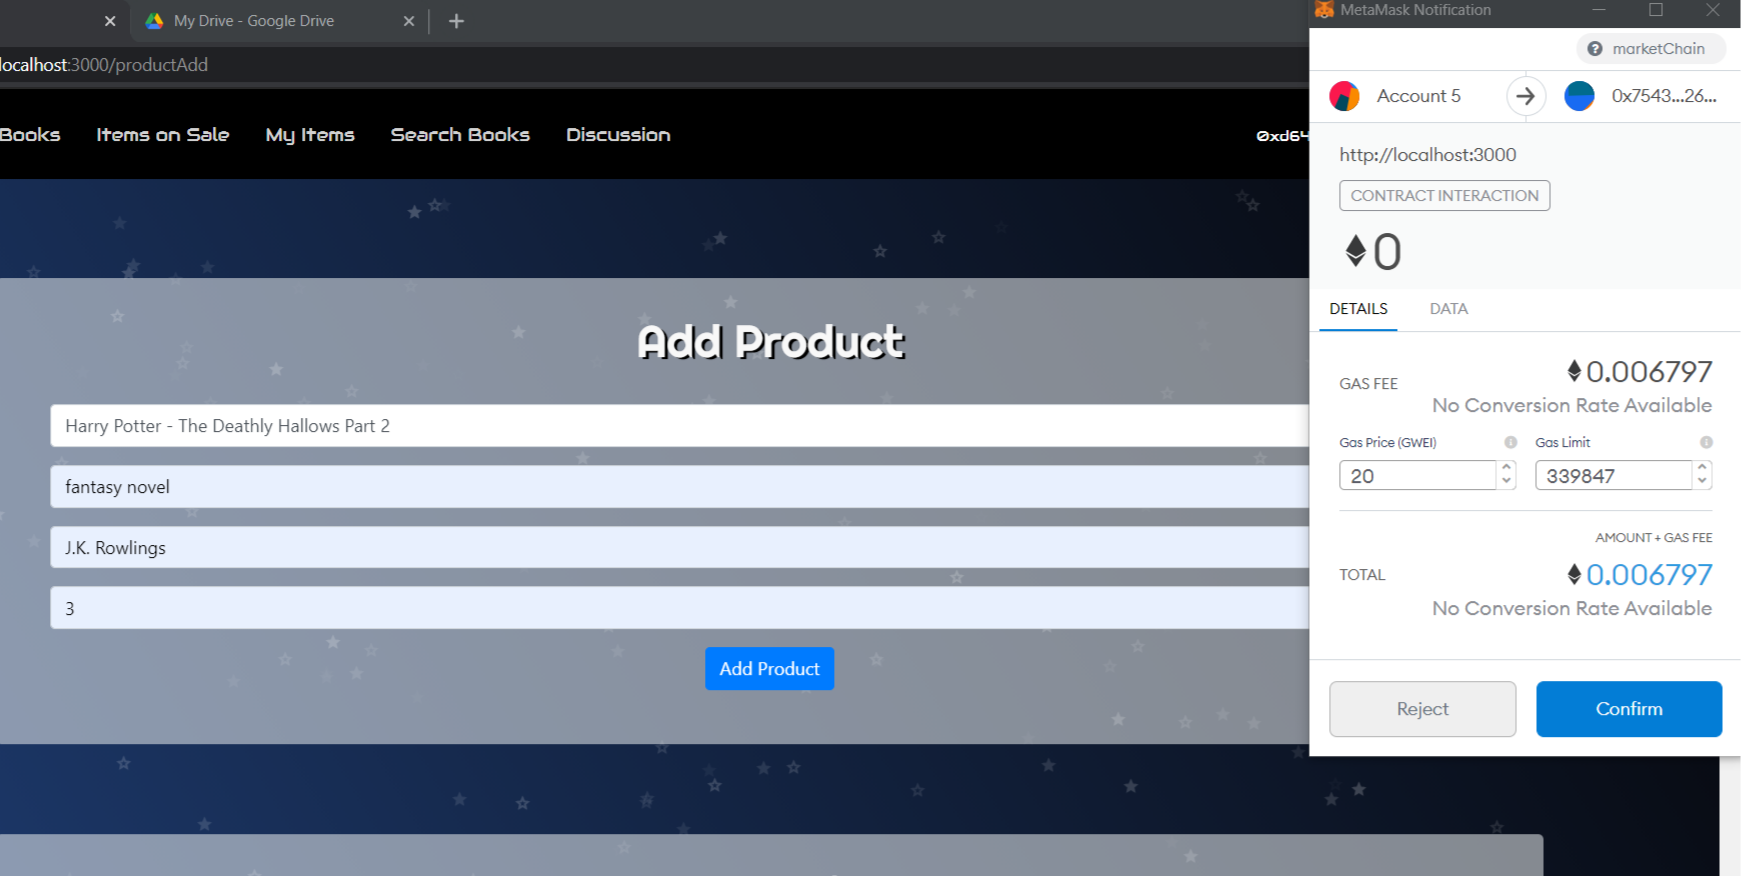 My Drive - Google Drive
localhost:3000/productAdd
Books Items on Sale My Items Search Books Discussion 0xd64
Add Product
Harry Potter - The Deathly Hallows Part 2
fantasy novel
J.K. Rowlings
3
Add Product
MetaMask Notification
marketChain
Account 5 0x7543...26...
http://localhost:3000
CONTRACT INTERACTION
0
DETAILS DATA
GAS FEE 0.006797
No Conversion Rate Available
Gas Price (GWEI) Gas Limit
20 339847
AMOUNT + GAS FEE
TOTAL 0.006797
No Conversion Rate Available
Reject Confirm